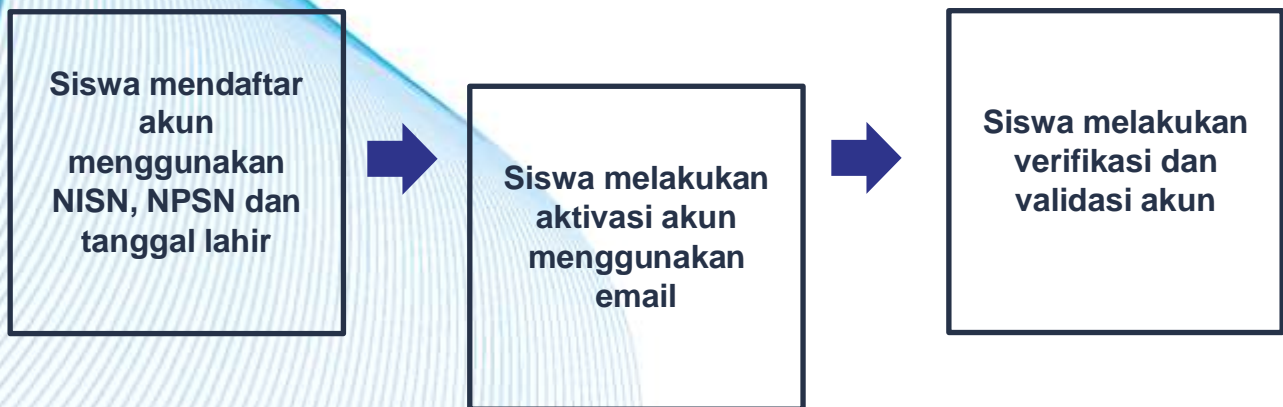 Siswa mendaftar
akun
menggunakan
NISN, NPSN dan
tanggal lahir
Siswa melakukan
aktivasi akun
menggunakan
email
Siswa melakukan
verifikasi dan
validasi akun